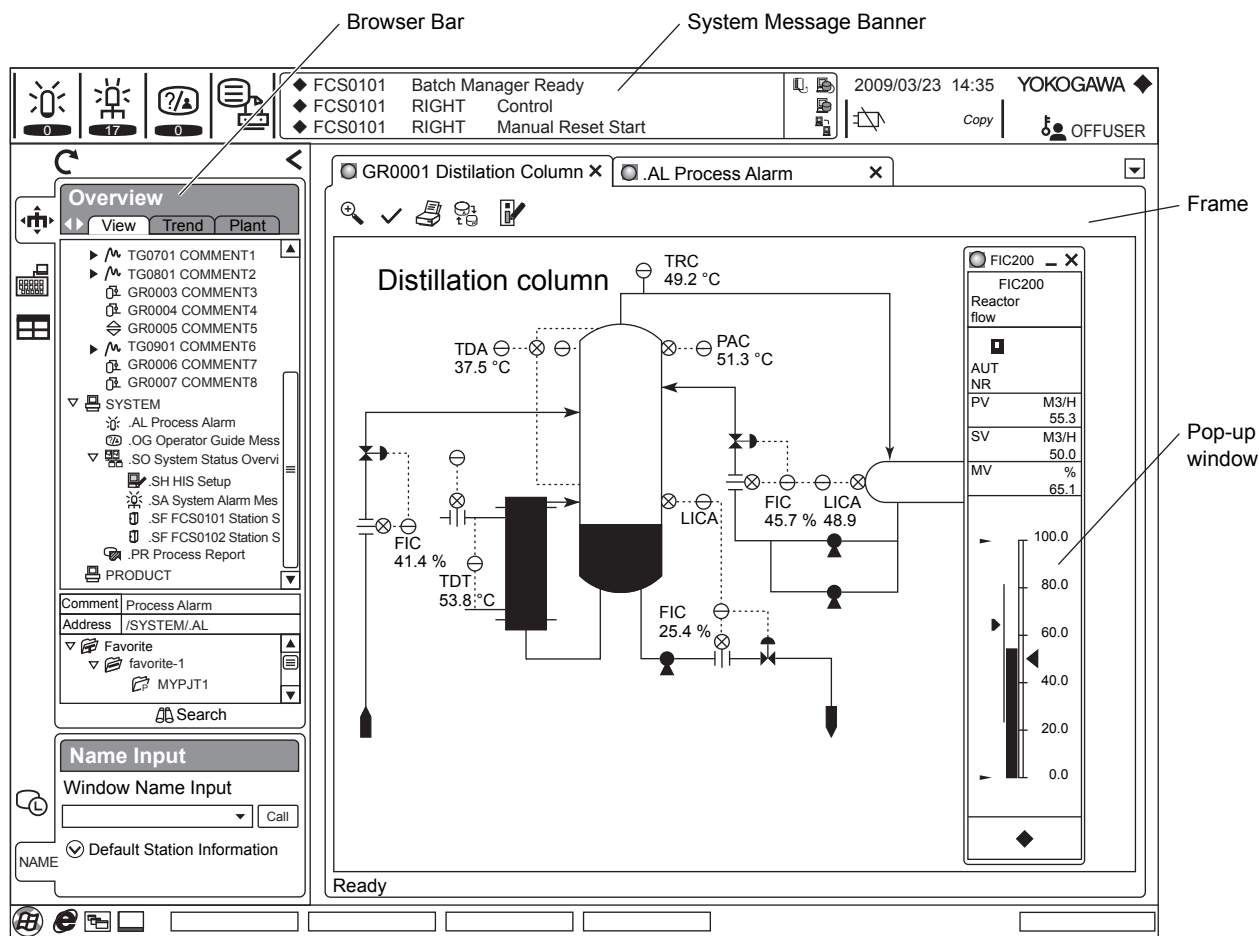 Browser Bar
System Message Banner
0
17
?/
0
◆ FCS0101 Batch Manager Ready
◆ FCS0101 RIGHT Control
◆ FCS0101 RIGHT Manual Reset Start
2009/03/23 14:35
YOKOGAWA ◆
Copy
OFFUSER
Overview
View Trend Plant
TG0701 COMMENT1
TG0801 COMMENT2
GR0003 COMMENT3
GR0004 COMMENT4
GR0005 COMMENT5
TG0901 COMMENT6
GR0006 COMMENT7
GR0007 COMMENT8
SYSTEM
.AL Process Alarm
.OG Operator Guide Mess
.SO System Status Overvi
.SH HIS Setup
.SA System Alarm Mes
.SF FCS0101 Station S
.SF FCS0102 Station S
.PR Process Report
PRODUCT
Comment Process Alarm
Address /SYSTEM/.AL
Favorite
favorite-1
MYPJT1
Search
Name Input
Window Name Input
Call
Default Station Information
L
NAME
GR0001 Distilation Column
.AL Process Alarm
Frame
Distillation column
TRC
49.2 °C
TDA
37.5 °C
PAC
51.3 °C
FIC
41.4 %
TDT
53.8 °C
LICA
FIC
45.7 %
LICA
48.9
FIC
25.4 %
FIC200
FIC200
Reactor
flow
AUT
NR
PV M3/H
55.3
SV M3/H
50.0
MV %
65.1
100.0
80.0
60.0
40.0
20.0
0.0
Pop-up
window
Ready